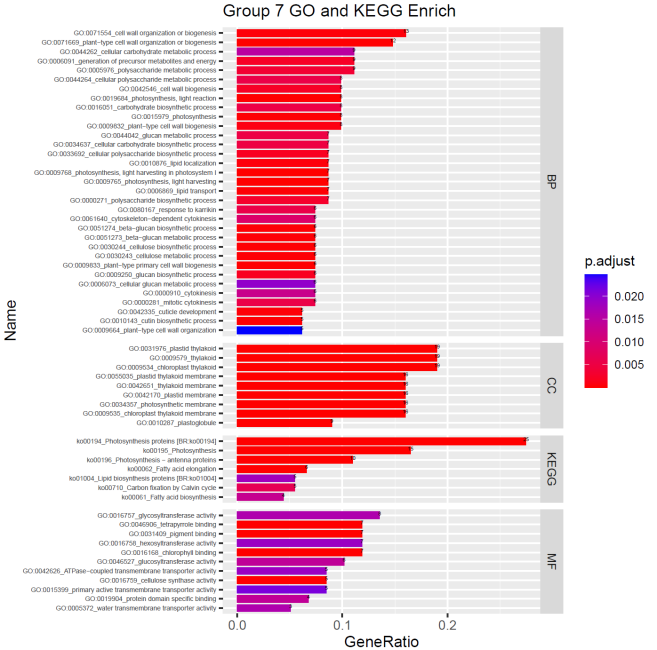 Group 7 GO and KEGG Enrich
GO:0071554_cell wall organization or biogenesis
GO:0071669_plant-type cell wall organization or biogenesis
GO:0044262_cellular carbohydrate metabolic process
GO:0006091_generation of precursor metabolites and energy
GO:0005976_polysaccharide metabolic process
GO:0044264_cellular polysaccharide metabolic process
GO:0042546_cell wall biogenesis
GO:0019684_photosynthesis, light reaction
GO:0016051_carbohydrate biosynthetic process
GO:0015979_photosynthesis
GO:0009832_plant-type cell wall biogenesis
GO:0044042_glucan metabolic process
GO:0034637_cellular carbohydrate biosynthetic process
GO:0033692_cellular polysaccharide biosynthetic process
GO:0010876_lipid localization
GO:0009768_photosynthesis, light harvesting in photosystem I
GO:0009765_photosynthesis, light harvesting
GO:0006869_lipid transport
GO:0000271_polysaccharide biosynthetic process
GO:0080167_response to karrikin
GO:0061640_cytoskeleton-dependent cytokinesis
GO:0051274_beta-glucan biosynthetic process
GO:0051273_beta-glucan metabolic process
GO:0030244_cellulose biosynthetic process
GO:0030243_cellulose metabolic process
GO:0009833_plant-type primary cell wall biogenesis
GO:0009250_glucan biosynthetic process
GO:0006073_cellular glucan metabolic process
GO:0000910_cytokinesis
GO:0000281_mitotic cytokinesis
GO:0042335_cuticle development
GO:0010143_cutin biosynthetic process
GO:0009664_plant-type cell wall organization
BP
GO:0031976_plastid thylakoid
GO:0009579_thylakoid
GO:0009534_chloroplast thylakoid
GO:0055035_plastid thylakoid membrane
GO:0042651_thylakoid membrane
GO:0042170_plastid membrane
GO:0034357_photosynthetic membrane
GO:0009535_chloroplast thylakoid membrane
GO:0010287_plastoglobule
CC
ko00194_Photosynthesis proteins [BR:ko00194]
ko00195_Photosynthesis
ko00196_Photosynthesis - antenna proteins
ko00062_Fatty acid elongation
ko01004_Lipid biosynthesis proteins [BR:ko01004]
ko00710_Carbon fixation by Calvin cycle
ko00061_Fatty acid biosynthesis
KEGG
GO:0016757_glycosyltransferase activity
GO:0046906_tetrapyrrole binding
GO:0031409_pigment binding
GO:0016758_hexosyltransferase activity
GO:0016168_chlorophyll binding
GO:0046527_glucosyltransferase activity
GO:0042626_ATPase-coupled transmembrane transporter activity
GO:0016759_cellulose synthase activity
GO:0015399_primary active transmembrane transporter activity
GO:0019904_protein domain specific binding
GO:0005372_water transmembrane transporter activity
MF
0.0 0.1 0.2
GeneRatio
Name
p.adjust
0.020
0.015
0.010
0.005